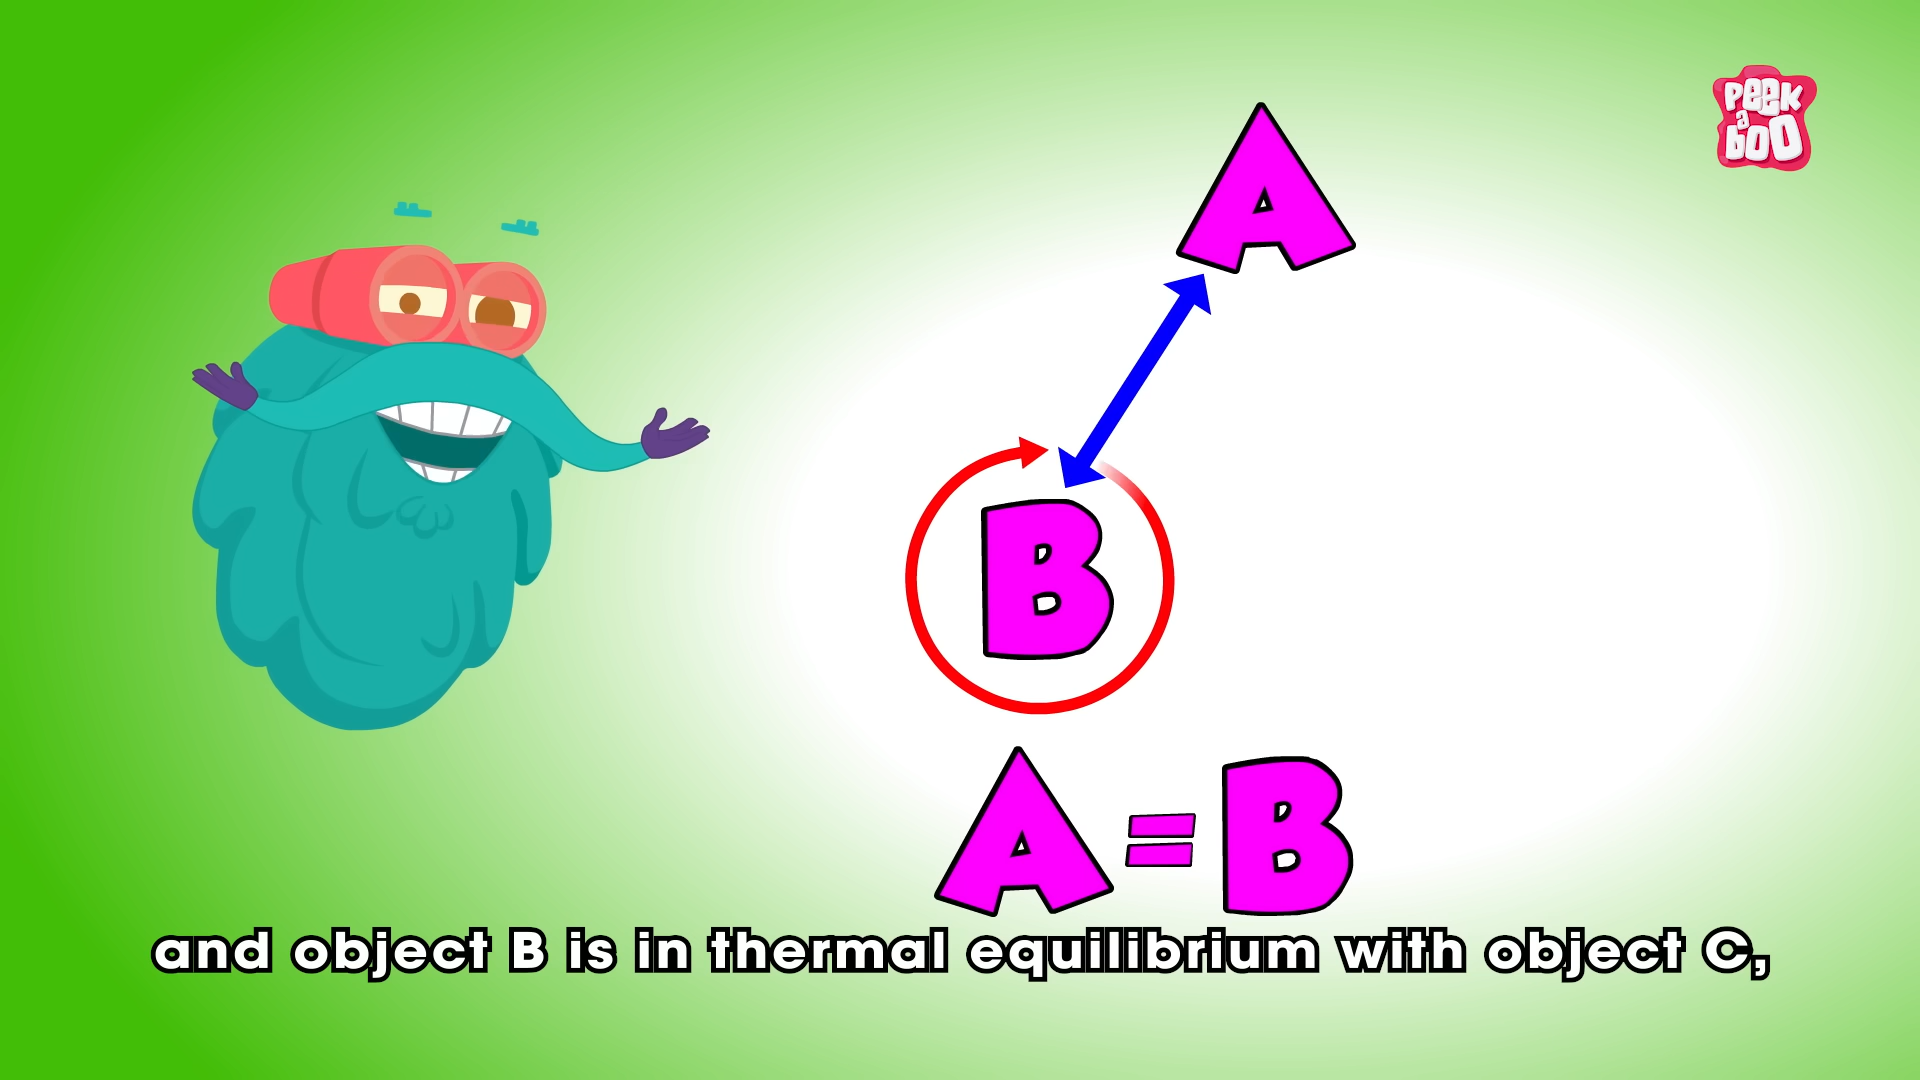 Peek
a
boo
A
B
A=B
and object B is in thermal equilibrium with object C,